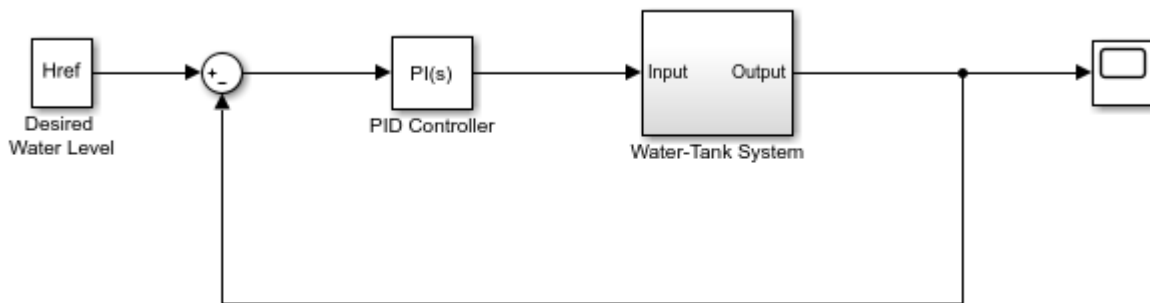 Href
Desired
Water Level
+
−
PI(s)
PID Controller
Input
Output
Water-Tank System